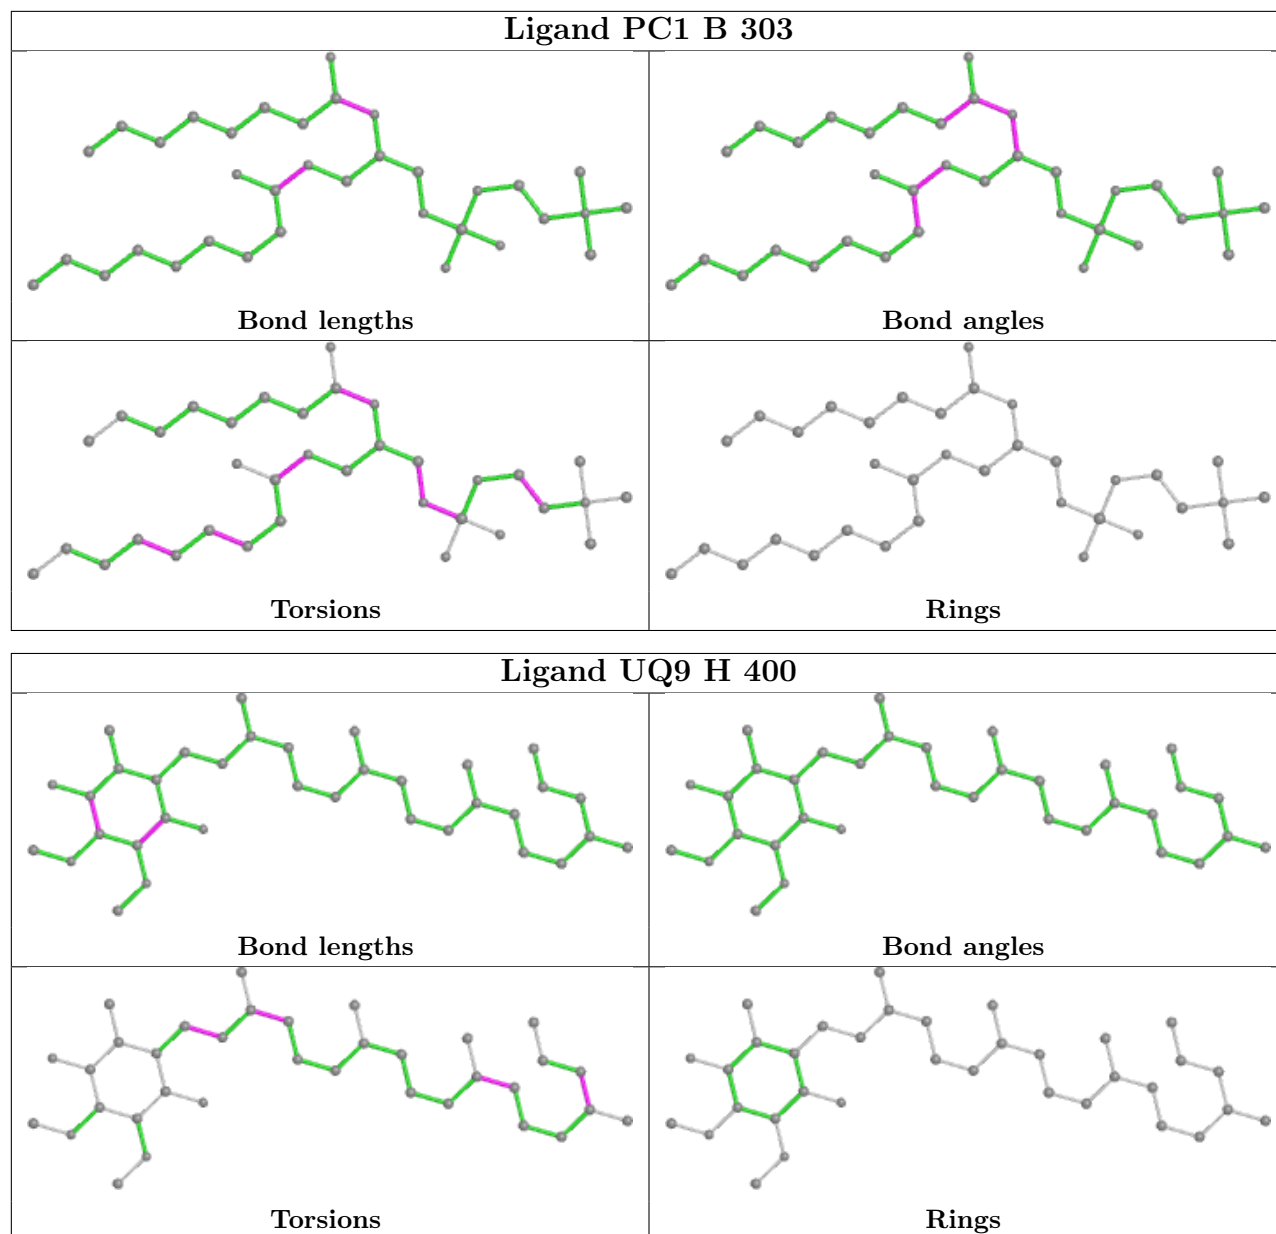 Ligand PC1 B 303
Bond lengths
Bond angles
Torsions
Rings
Ligand UQ9 H 400
Bond lengths
Bond angles
Torsions
Rings